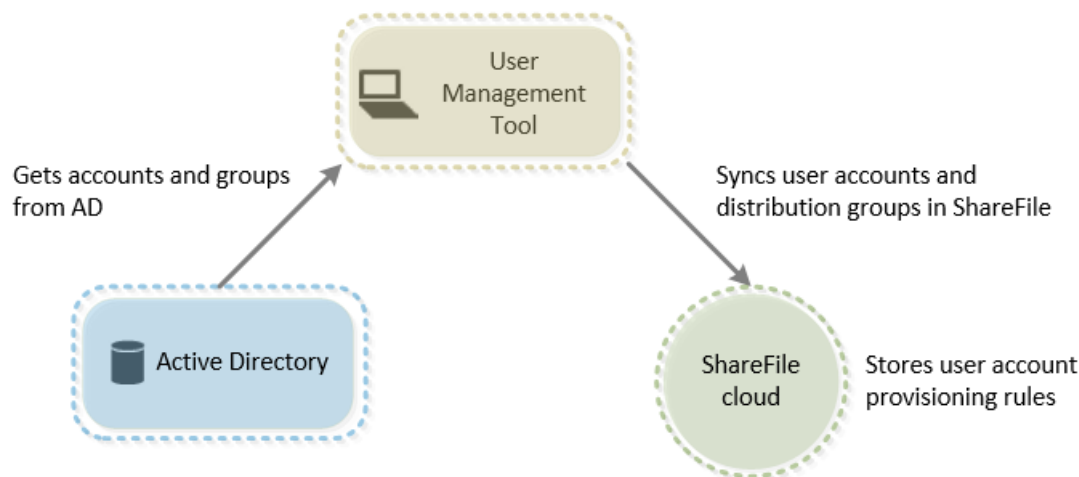 User
Management
Tool
Gets accounts and groups
from AD
Syncs user accounts and
distribution groups in ShareFile
Active Directory
ShareFile
cloud
Stores user account
provisioning rules